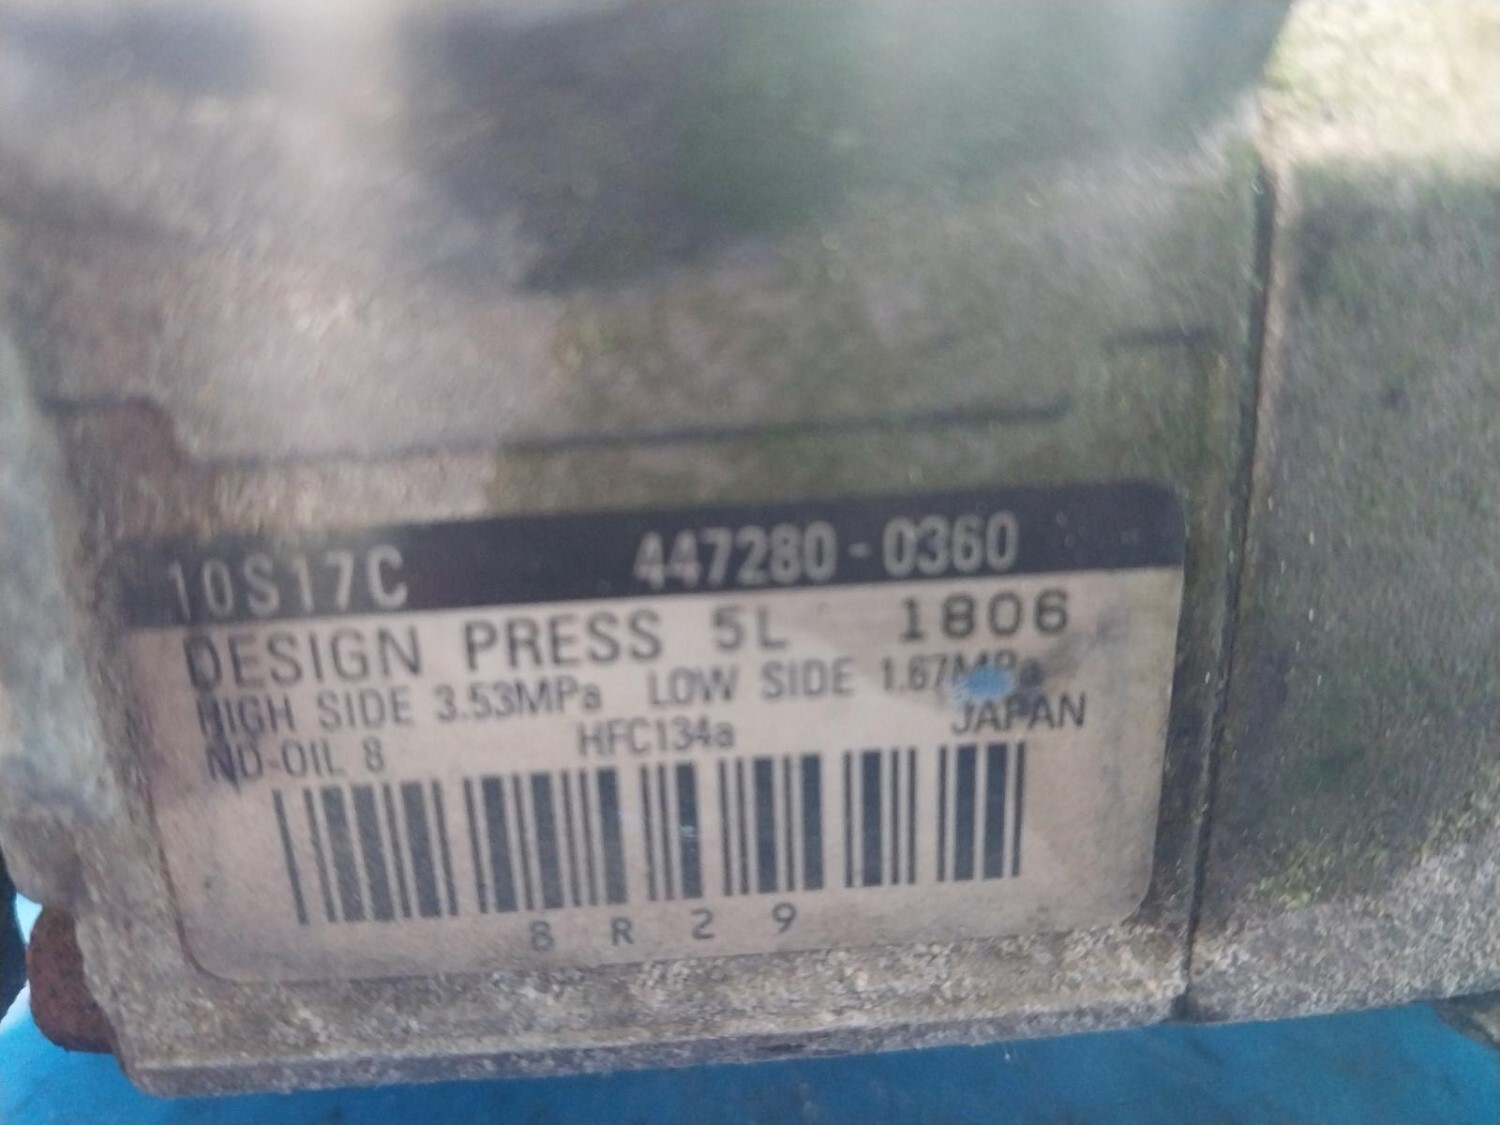 10S17C 447280-0360
DESIGN PRESS 5L 1806
HIGH SIDE 3.53MPa LOW SIDE 1.67MPa
ND-OIL 8 HFC134a JAPAN
8 R 2 9